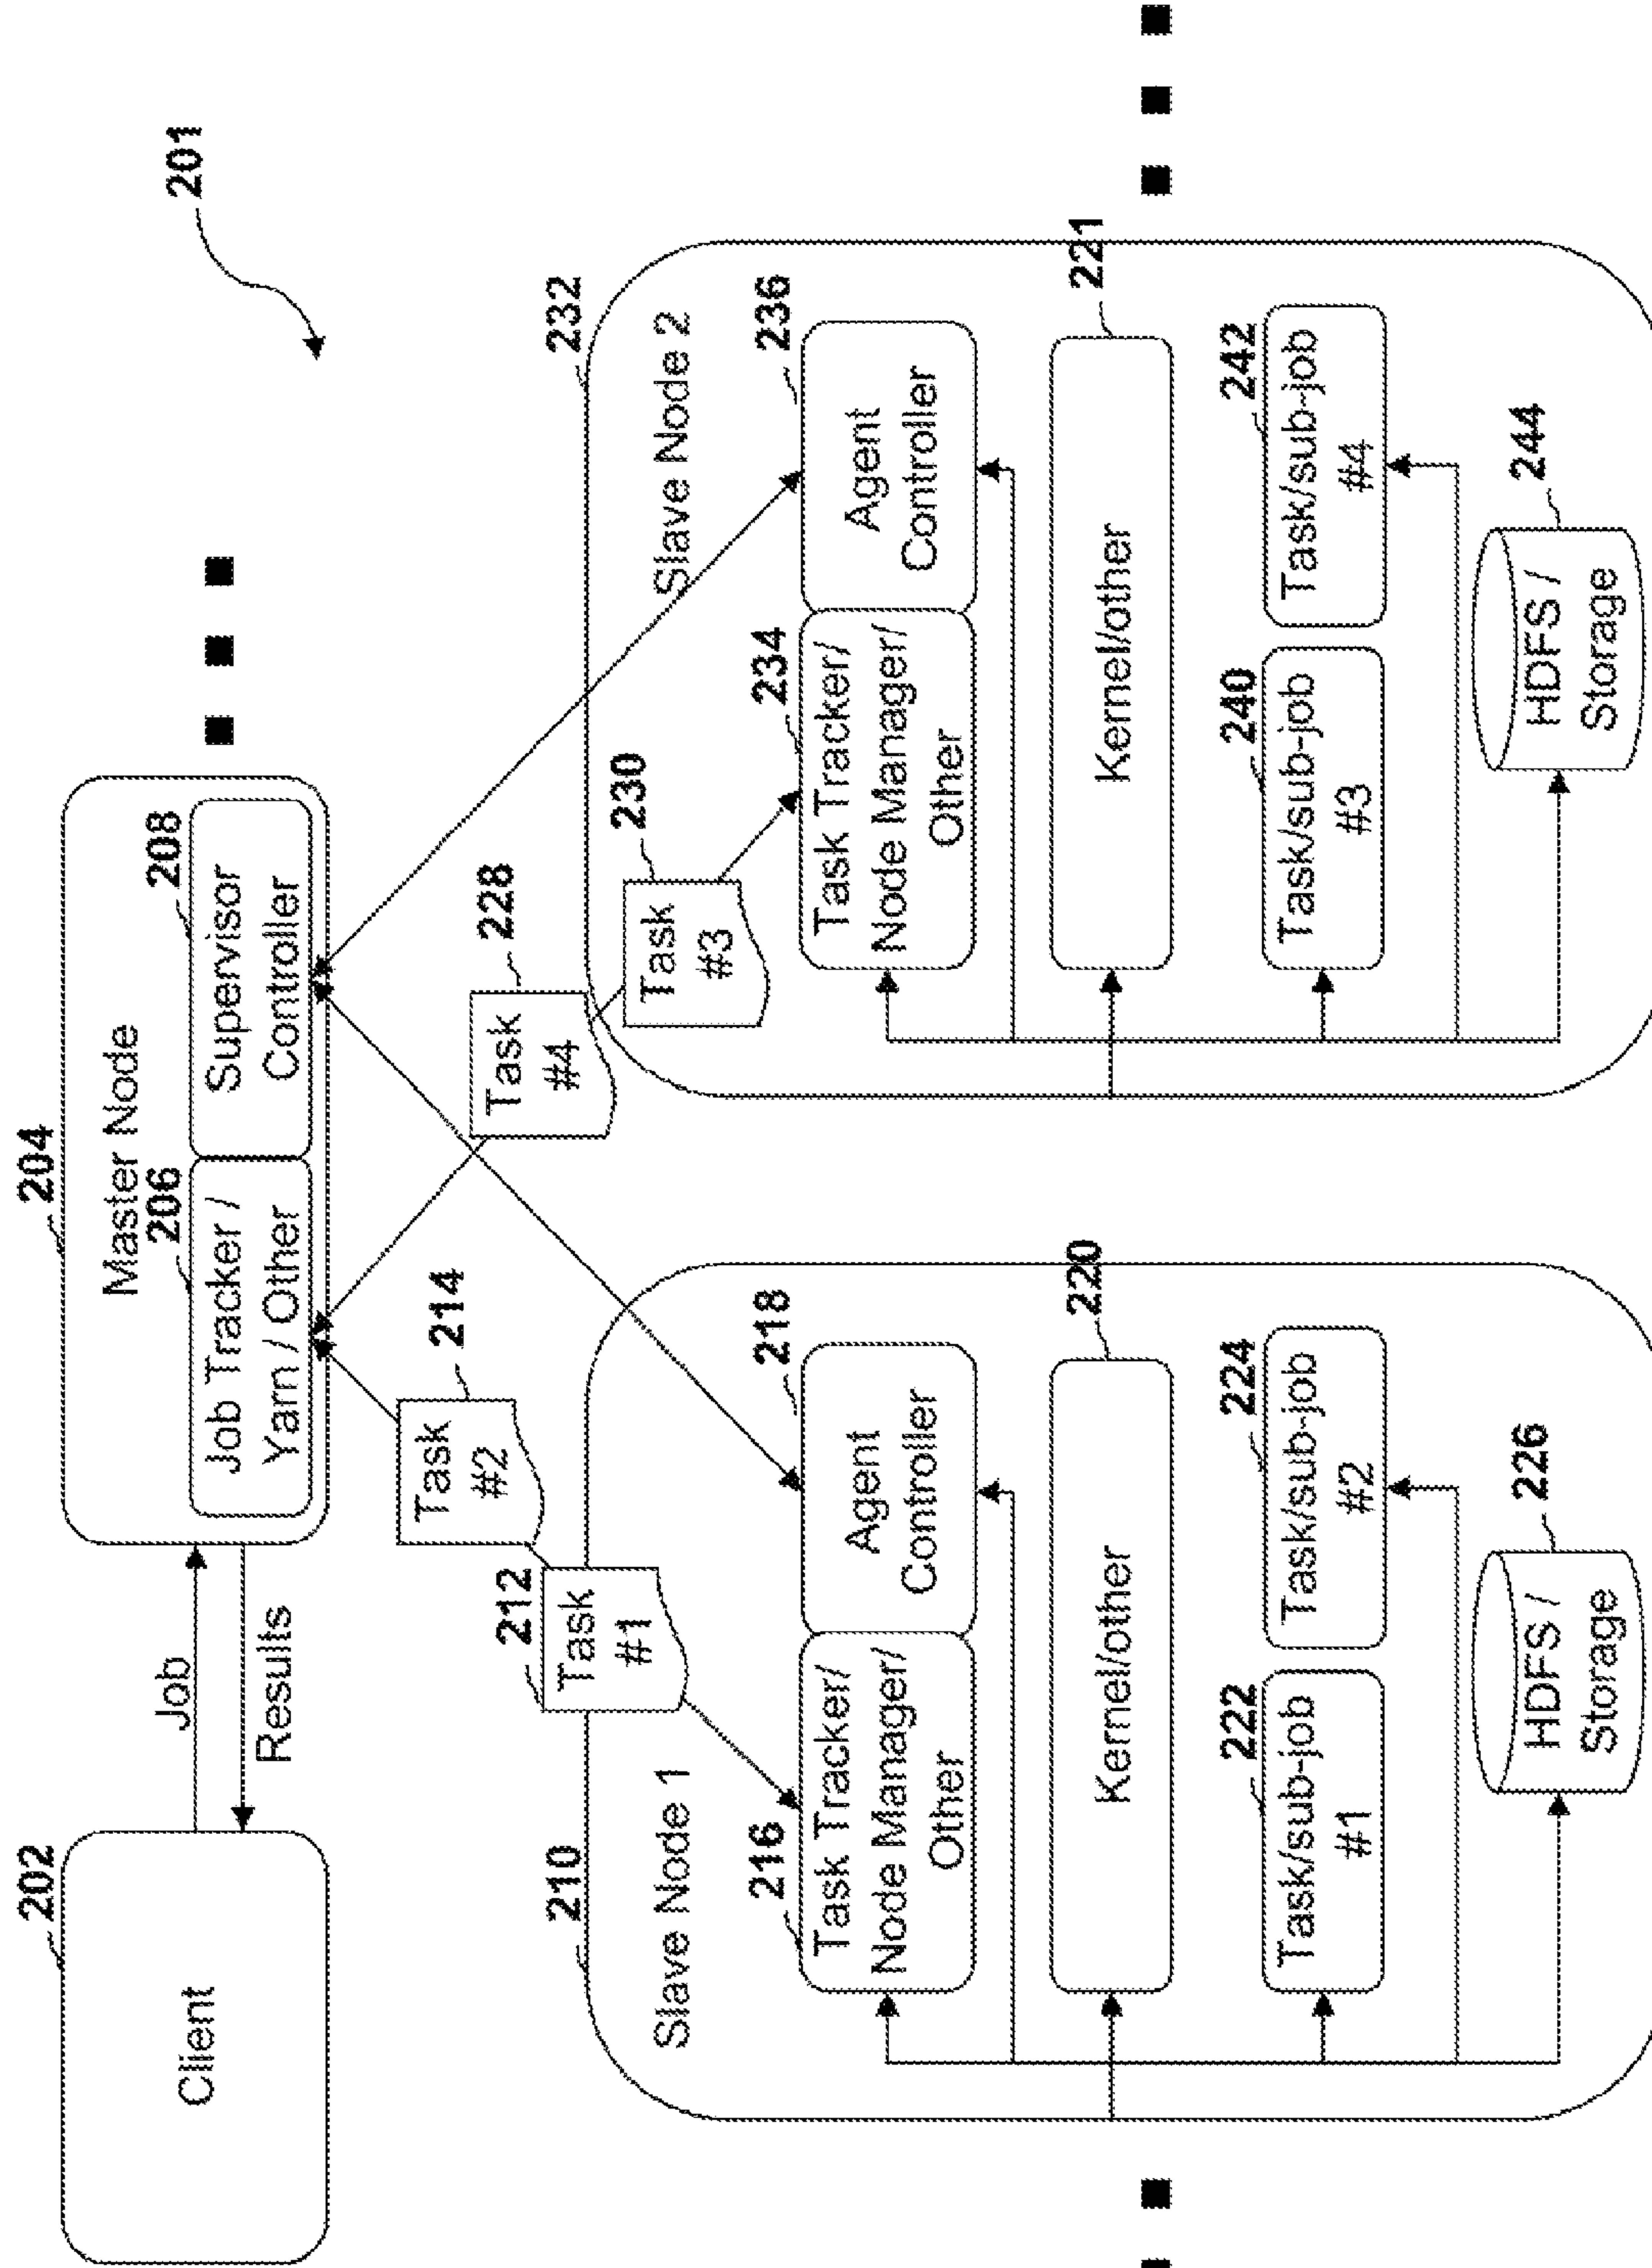 202
Client
Job
Results
204
Master Node
206
208
Job Tracker /
Yarn / Other
Supervisor
Controller
201
214
Task
#2
212
Task
#1
228
Task
#4
230
Task
#3
210
Slave Node 1
216
218
Task Tracker/
Node Manager/
Other
Agent
Controller
220
Kernel/other
222
224
Task/sub-job
#1
Task/sub-job
#2
226
HDFS /
Storage
232
Slave Node 2
234
236
Task Tracker/
Node Manager/
Other
Agent
Controller
221
Kernel/other
240
242
Task/sub-job
#3
Task/sub-job
#4
244
HDFS /
Storage